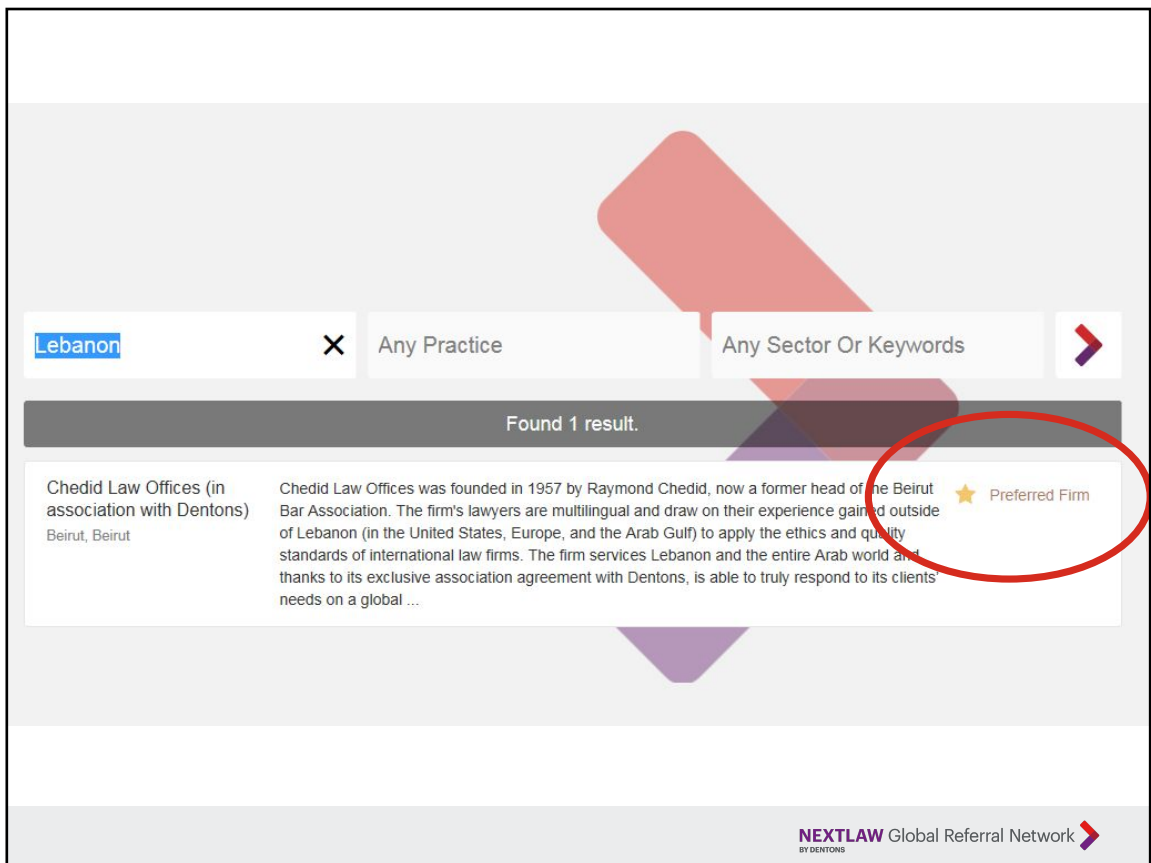 Lebanon
Any Practice
Any Sector Or Keywords
Found 1 result.
Chedid Law Offices (in
association with Dentons)
Beirut, Beirut
Chedid Law Offices was founded in 1957 by Raymond Chedid, now a former head of the Beirut
Bar Association. The firm's lawyers are multilingual and draw on their experience gained outside
of Lebanon (in the United States, Europe, and the Arab Gulf) to apply the ethics and quality
standards of international law firms. The firm services Lebanon and the entire Arab world and
thanks to its exclusive association agreement with Dentons, is able to truly respond to its clients'
needs on a global ...
Preferred Firm
NEXTLAW Global Referral Network
BY DENTONS